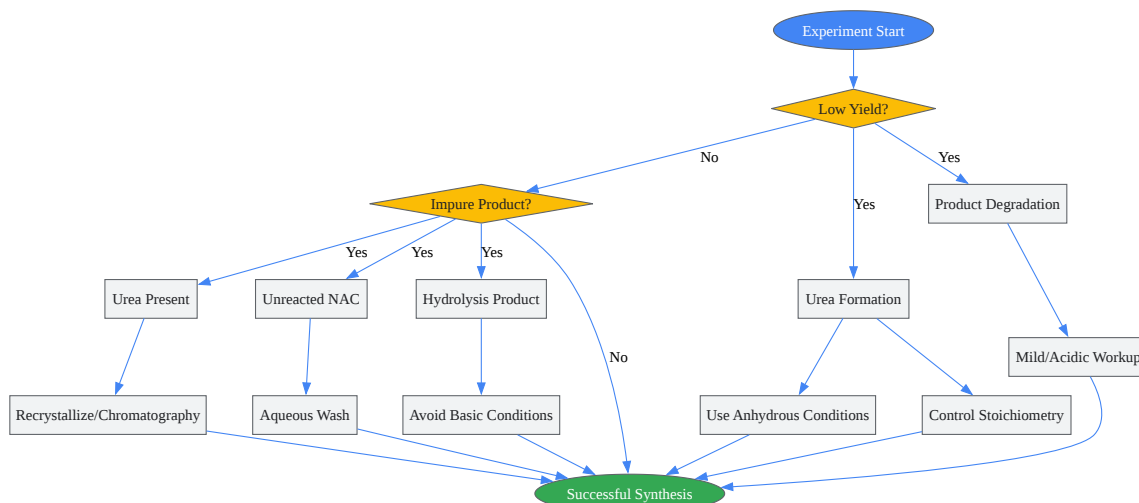 Experiment Start
Low Yield?
No
Yes
Yes
Impure Product?
Product Degradation
Yes
Yes
Yes
Urea Present
Unreacted NAC
Hydrolysis Product
Urea Formation
No
Mild/Acidic Workup
Recrystallize/Chromatography
Aqueous Wash
Avoid Basic Conditions
Use Anhydrous Conditions
Control Stoichiometry
Successful Synthesis